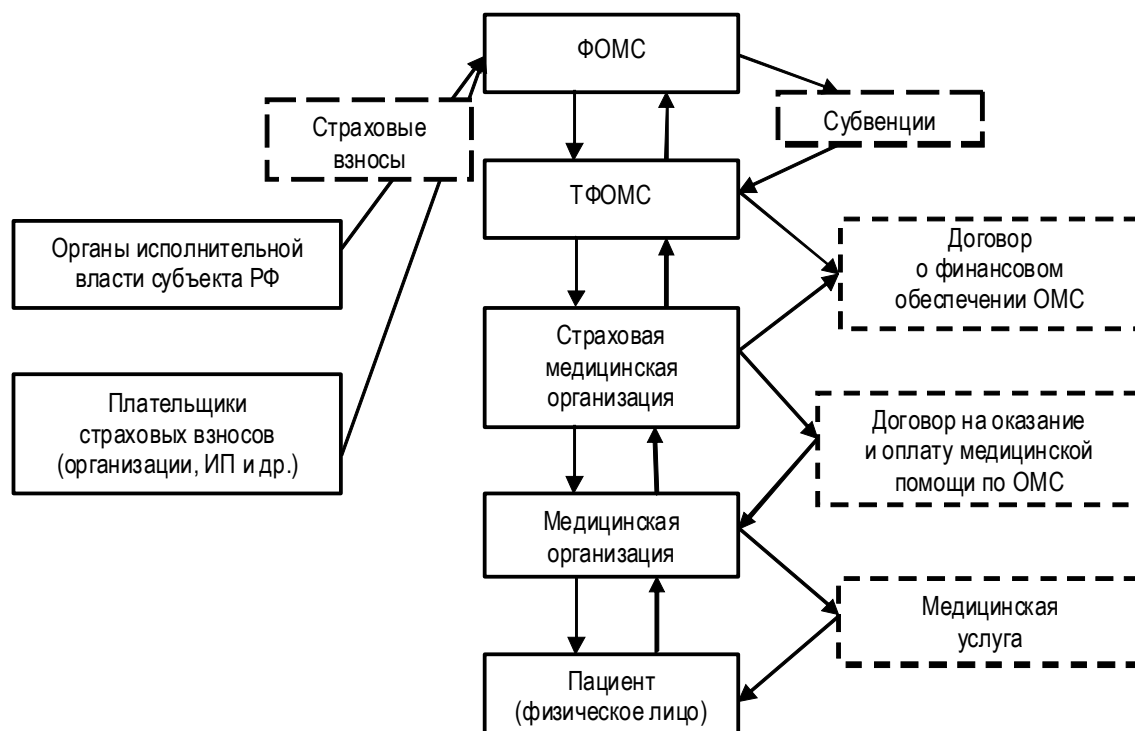 ФОМС
Страховые
взносы
Субвенции
ТФОМС
Органы исполнительной
власти субъекта РФ
Договор
о финансовом
обеспечении ОМС
Страховая
медицинская
организация
Плательщики
страховых взносов
(организации, ИП и др.)
Договор на оказание
и оплату медицинской
помощи по ОМС
Медицинская
организация
Медицинская
услуга
Пациент
(физическое лицо)